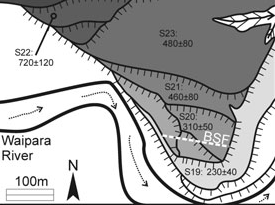 S23:
480±80
S22:
720±120
S21:
460±80
S20:
310±50
BSE
Waipara
River
S19: 230±40
N
100m